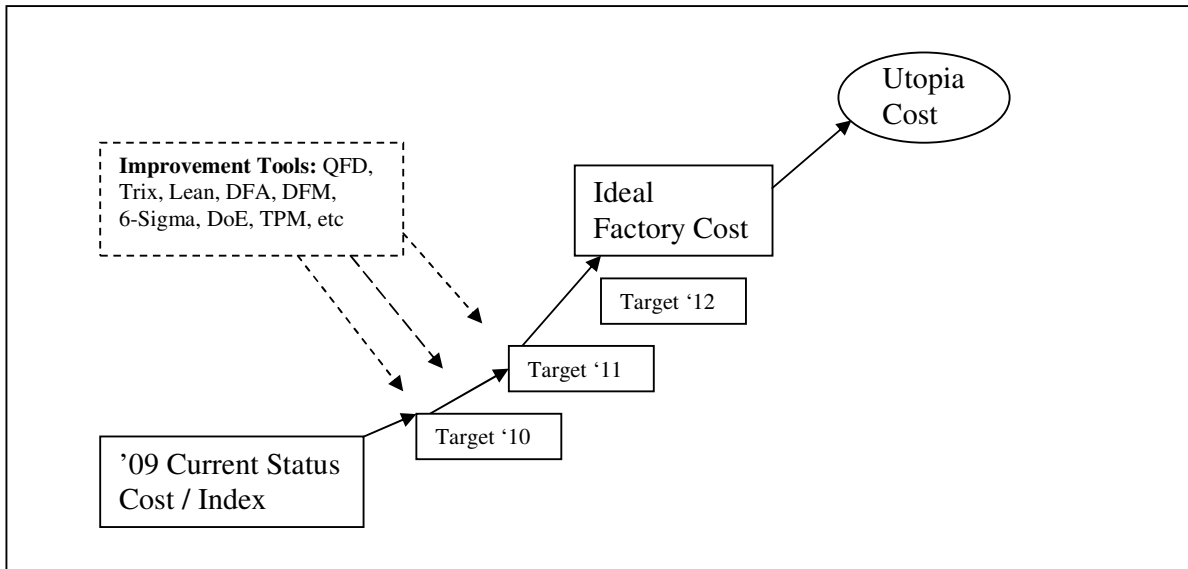 Utopia
Cost
Improvement Tools: QFD,
Trix, Lean, DFA, DFM,
6-Sigma, DoE, TPM, etc
Ideal
Factory Cost
Target ‘12
Target ‘11
Target ‘10
’09 Current Status
Cost / Index